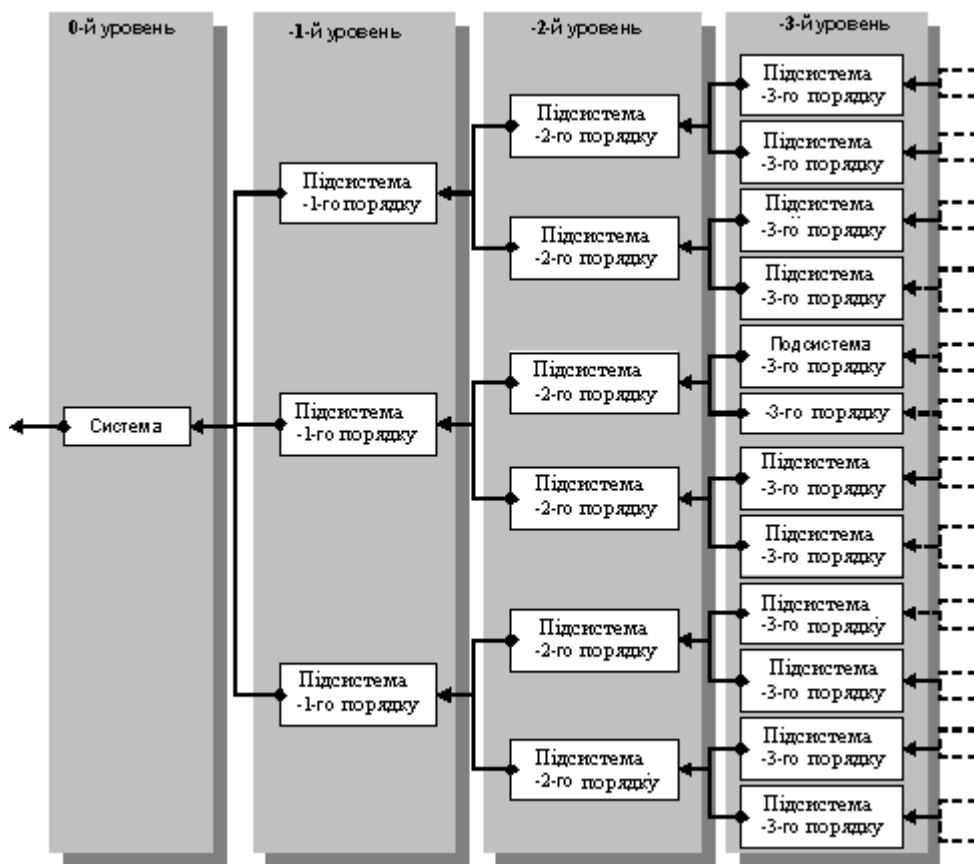 0-й уровень
-1-й уровень
-2-й уровень
-3-й уровень
Система
Підсистема
-1-го порядку
Підсистема
-1-го порядку
Підсистема
-1-го порядку
Підсистема
-2-го порядку
Підсистема
-2-го порядку
Підсистема
-2-го порядку
Підсистема
-2-го порядку
Підсистема
-2-го порядку
Підсистема
-2-го порядку
Підсистема
-3-го порядку
Підсистема
-3-го порядку
Підсистема
-3-го порядку
Підсистема
-3-го порядку
Подсистема
-3-го порядку
-3-го порядку
Підсистема
-3-го порядку
Підсистема
-3-го порядку
Підсистема
-3-го порядку
Підсистема
-3-го порядку
Підсистема
-3-го порядку
Підсистема
-3-го порядку